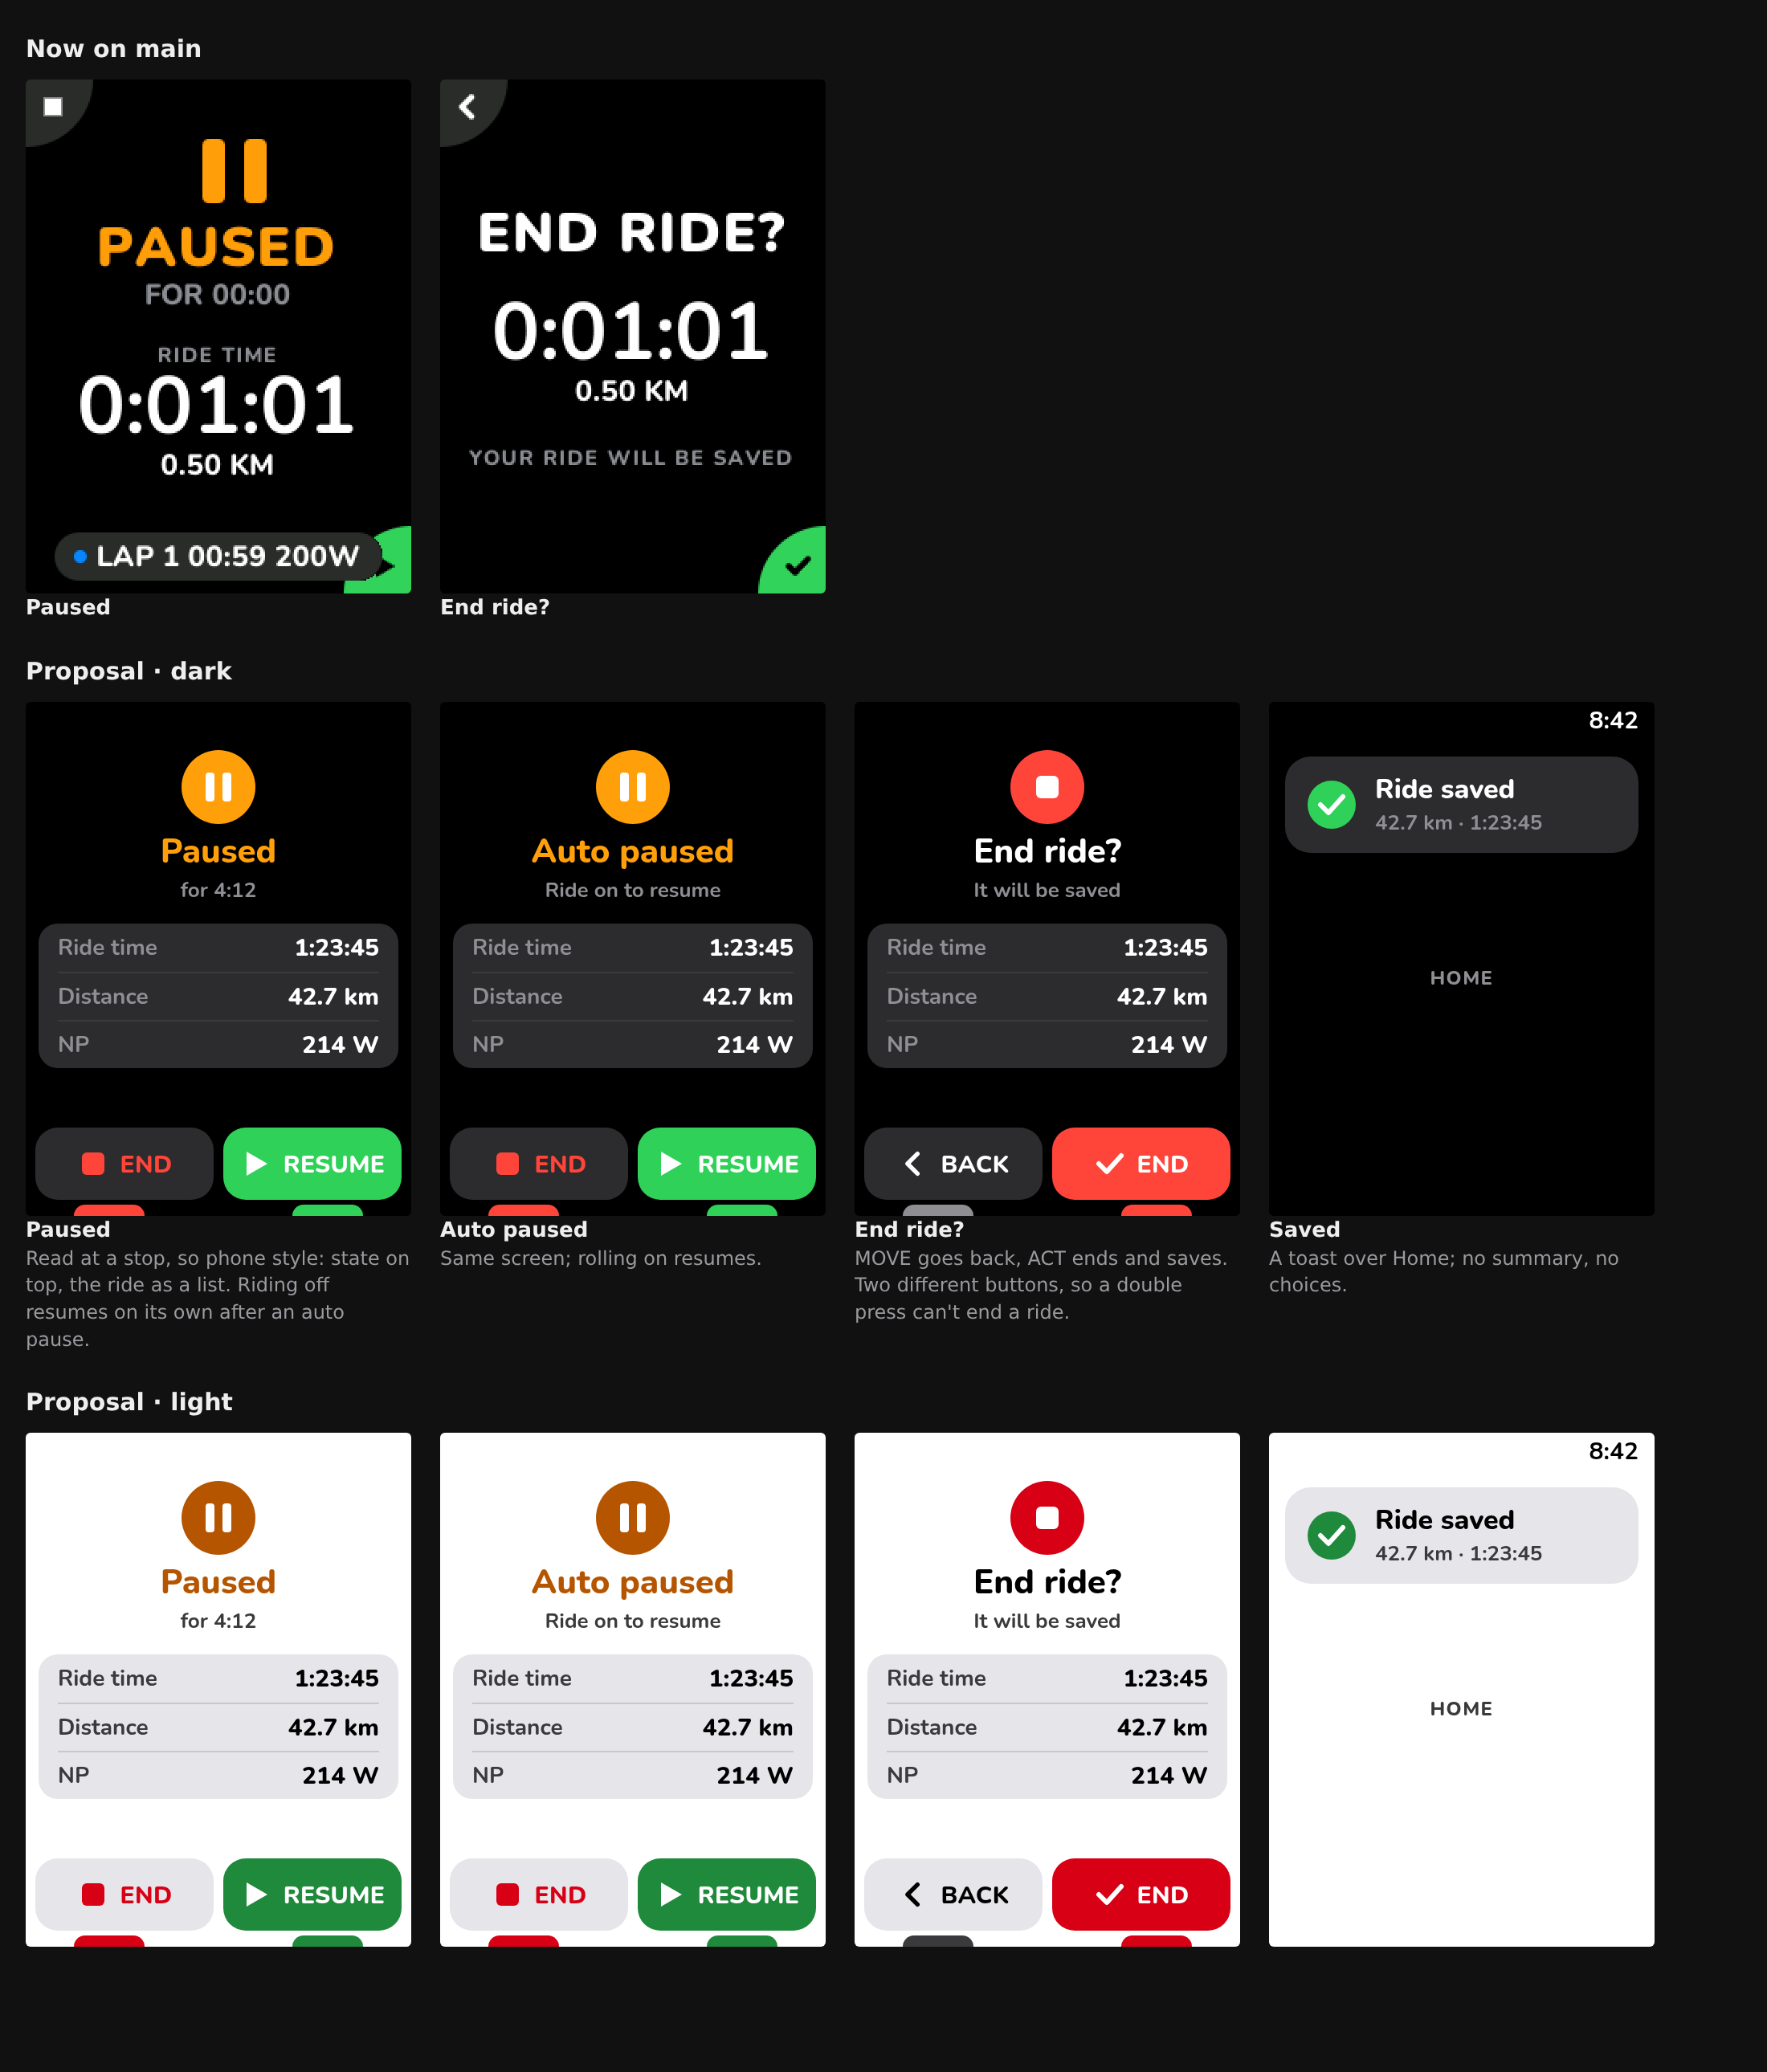 Now on main
PAUSED
FOR 00:00
RIDE TIME
0:01:01
0.50 KM
LAP 1 00:59 200W
Paused
END RIDE?
0:01:01
0.50 KM
YOUR RIDE WILL BE SAVED
End ride?
Proposal · dark
Paused
for 4:12
Ride time 1:23:45
Distance 42.7 km
NP 214 W
END RESUME
Paused
Read at a stop, so phone style: state on
top, the ride as a list. Riding off
resumes on its own after an auto
pause.
Auto paused
Ride on to resume
Ride time 1:23:45
Distance 42.7 km
NP 214 W
END RESUME
Auto paused
Same screen; rolling on resumes.
End ride?
It will be saved
Ride time 1:23:45
Distance 42.7 km
NP 214 W
BACK END
End ride?
MOVE goes back, ACT ends and saves.
Two different buttons, so a double
press can't end a ride.
8:42
Ride saved
42.7 km · 1:23:45
HOME
Saved
A toast over Home; no summary, no
choices.
Proposal · light
Paused
for 4:12
Ride time 1:23:45
Distance 42.7 km
NP 214 W
END RESUME
Auto paused
Ride on to resume
Ride time 1:23:45
Distance 42.7 km
NP 214 W
END RESUME
End ride?
It will be saved
Ride time 1:23:45
Distance 42.7 km
NP 214 W
BACK END
8:42
Ride saved
42.7 km · 1:23:45
HOME